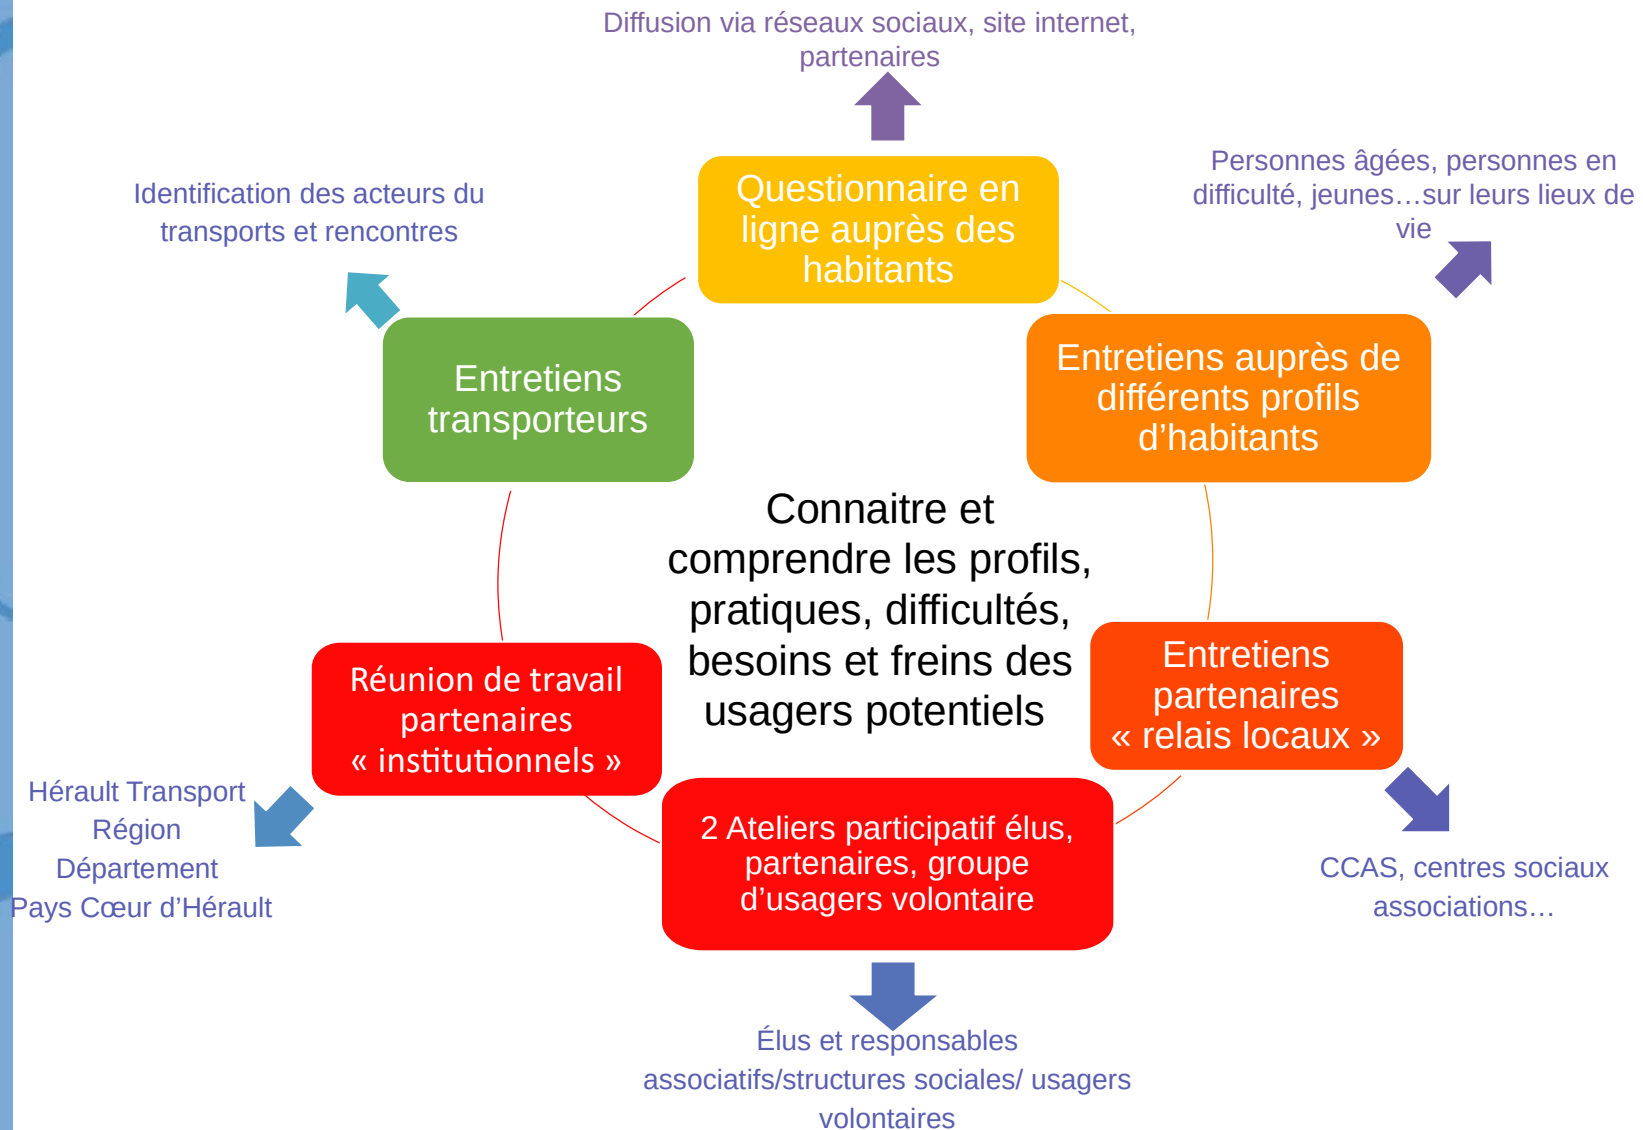 Diffusion via réseaux sociaux, site internet,
partenaires
Questionnaire en
ligne auprès des
habitants
Personnes âgées, personnes en
difficulté, jeunes…sur leurs lieux de
vie
Identification des acteurs du
transports et rencontres
Entretiens
transporteurs
Entretiens auprès de
différents profils
d’habitants
Connaitre et
comprendre les profils,
pratiques, difficultés,
besoins et freins des
usagers potentiels
Réunion de travail
partenaires
« institutionnels »
Entretiens
partenaires
« relais locaux »
Hérault Transport
Région
Département
Pays Cœur d’Hérault
2 Ateliers participatif élus,
partenaires, groupe
d’usagers volontaire
CCAS, centres sociaux
associations…
Élus et responsables
associatifs/structures sociales/ usagers
volontaires